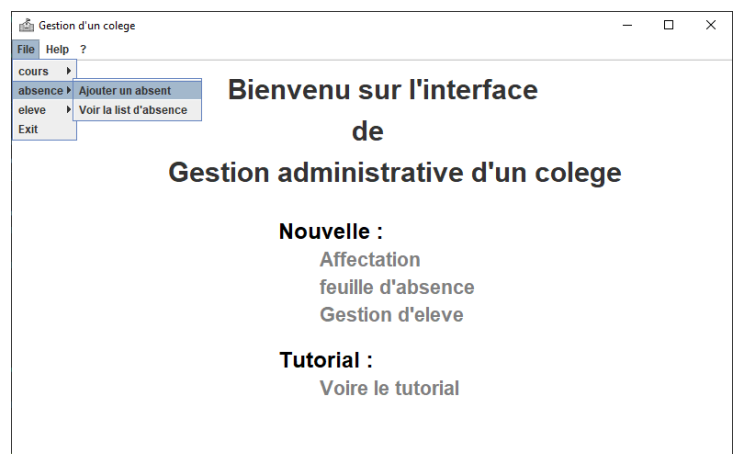 Gestion d'un colege
File Help ?
cours
absence
eleve
Exit
Ajouter un absent
Voir la list d'absence
Bienvenu sur l'interface
de
Gestion administrative d'un colege
Nouvelle :
Affectation
feuille d'absence
Gestion d'eleve
Tutorial :
Voire le tutorial